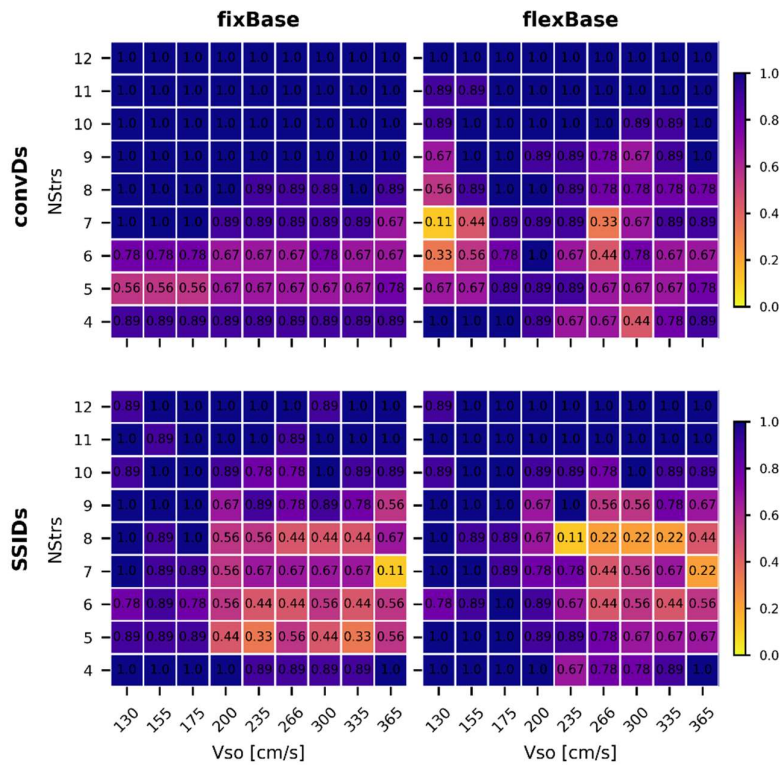 fixBase flexBase
convDs
NStrs
12 1.0 1.0 1.0 1.0 1.0 1.0 1.0 1.0 1.0 1.0 1.0 1.0 1.0 1.0 1.0 1.0 1.0 1.0
11 1.0 1.0 1.0 1.0 1.0 1.0 1.0 1.0 1.0 0.89 0.89 1.0 1.0 1.0 1.0 1.0 1.0 1.0
10 1.0 1.0 1.0 1.0 1.0 1.0 1.0 1.0 1.0 0.89 1.0 1.0 1.0 1.0 1.0 0.89 0.89 1.0
9 1.0 1.0 1.0 1.0 1.0 1.0 1.0 1.0 1.0 0.67 1.0 1.0 0.89 0.89 0.78 0.67 0.89 1.0
8 1.0 1.0 1.0 1.0 0.89 0.89 0.89 1.0 0.89 0.56 0.89 1.0 1.0 0.89 0.78 0.78 0.78 0.78
7 1.0 1.0 1.0 0.89 0.89 0.89 0.89 0.89 0.67 0.11 0.44 0.89 0.89 0.89 0.33 0.67 0.89 0.89
6 0.78 0.78 0.78 0.67 0.67 0.67 0.78 0.67 0.67 0.33 0.56 0.78 1.0 0.67 0.44 0.78 0.67 0.67
5 0.56 0.56 0.56 0.67 0.67 0.67 0.67 0.67 0.78 0.67 0.67 0.89 0.89 0.89 0.67 0.67 0.67 0.78
4 0.89 0.89 0.89 0.89 0.89 0.89 0.89 0.89 0.89 1.0 1.0 1.0 0.89 0.67 0.67 0.44 0.78 0.89
1.0
0.8
0.6
0.4
0.2
0.0
SSIDs
NStrs
12 0.89 1.0 1.0 1.0 1.0 1.0 0.89 1.0 1.0 0.89 1.0 1.0 1.0 1.0 1.0 1.0 1.0 1.0
11 1.0 0.89 1.0 1.0 1.0 0.89 1.0 1.0 1.0 1.0 1.0 1.0 1.0 1.0 1.0 1.0 1.0 1.0
10 0.89 1.0 1.0 0.89 0.78 0.78 1.0 0.89 0.89 0.89 1.0 1.0 0.89 0.89 0.78 1.0 0.89 0.89
9 1.0 1.0 1.0 0.67 0.89 0.78 0.89 0.78 0.56 1.0 1.0 1.0 0.67 1.0 0.56 0.56 0.78 0.67
8 1.0 0.89 1.0 0.56 0.56 0.44 0.44 0.44 0.67 1.0 0.89 0.89 0.67 0.11 0.22 0.22 0.22 0.44
7 1.0 0.89 0.89 0.56 0.67 0.67 0.67 0.67 0.11 1.0 1.0 0.89 0.78 0.78 0.44 0.56 0.67 0.22
6 0.78 0.89 0.78 0.56 0.44 0.44 0.56 0.44 0.56 0.78 0.89 1.0 0.89 0.67 0.44 0.56 0.44 0.56
5 0.89 0.89 0.89 0.44 0.33 0.56 0.44 0.33 0.56 1.0 1.0 1.0 0.89 0.89 0.78 0.67 0.67 0.67
4 1.0 1.0 1.0 1.0 0.89 0.89 0.89 0.89 1.0 1.0 1.0 1.0 1.0 0.67 0.78 0.78 0.89 1.0
1.0
0.8
0.6
0.4
0.2
0.0
130 155 175 200 235 266 300 335 365 130 155 175 200 235 266 300 335 365
Vso [cm/s] Vso [cm/s]